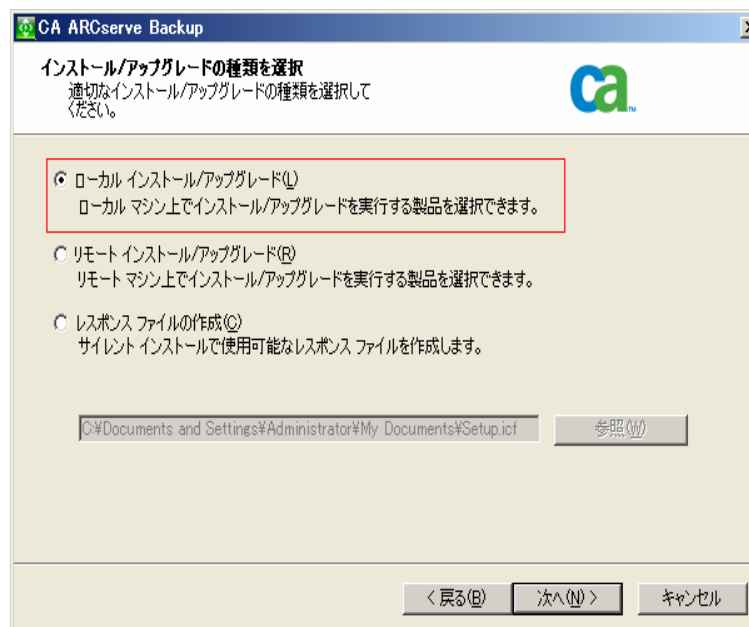 CA ARCserve Backup
インストール/アップグレードの種類を選択
適切なインストール/アップグレードの種類を選択して
ください。
ca
ローカル インストール/アップグレード(L)
ローカル マシン上でインストール/アップグレードを実行する製品を選択できます。
リモート インストール/アップグレード(R)
リモート マシン上でインストール/アップグレードを実行する製品を選択できます。
レスポンス ファイルの作成(C)
サイレント インストールで使用可能なレスポンス ファイルを作成します。
C:¥Documents and Settings¥Administrator¥My Documents¥Setup.icf
参照(W)
< 戻る(B)
次へ(N) >
キャンセル